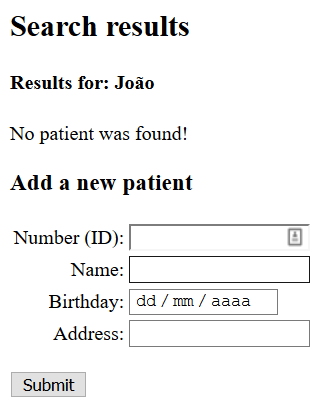 Search results
Results for: João
No patient was found!
Add a new patient
Number (ID):
Name:
Birthday: dd / mm / aaaa
Address:
Submit